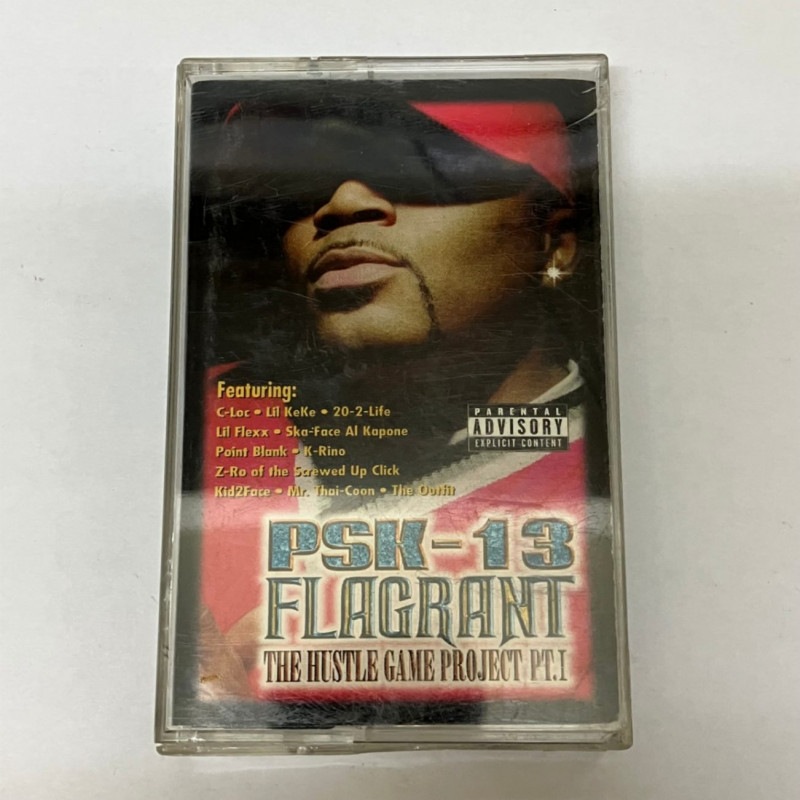 Featuring:
C-Loc • Lil KeKe • 20-2-Life
Lil Flexx • Ska-Face Al Kapone
Point Blank • K-Rino
Z-Ro of the Screwed Up Click
Kid2Face • Mr. Thai-Coon • The Outfit
PARENTAL
ADVISORY
EXPLICIT CONTENT
PSK-13
FLAGRANT
THE HUSTLE GAME PROJECT PT.I